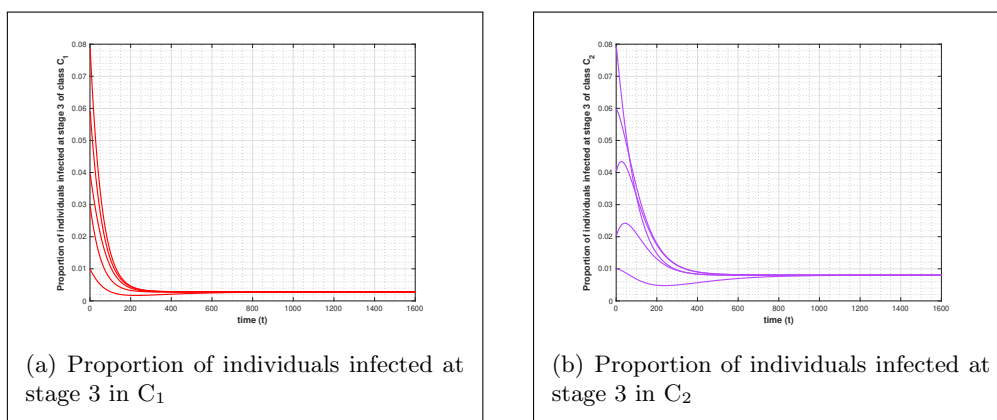 Proportion of individuals infected at stage 3 of class C₁
0.08
0.07
0.06
0.05
0.04
0.03
0.02
0.01
0
0 200 400 600 800 1000 1200 1400 1600
time (t)
(a) Proportion of individuals infected at
stage 3 in C₁
Proportion of individuals infected at stage 3 of class C₂
0.08
0.07
0.06
0.05
0.04
0.03
0.02
0.01
0
0 200 400 600 800 1000 1200 1400 1600
time (t)
(b) Proportion of individuals infected at
stage 3 in C₂